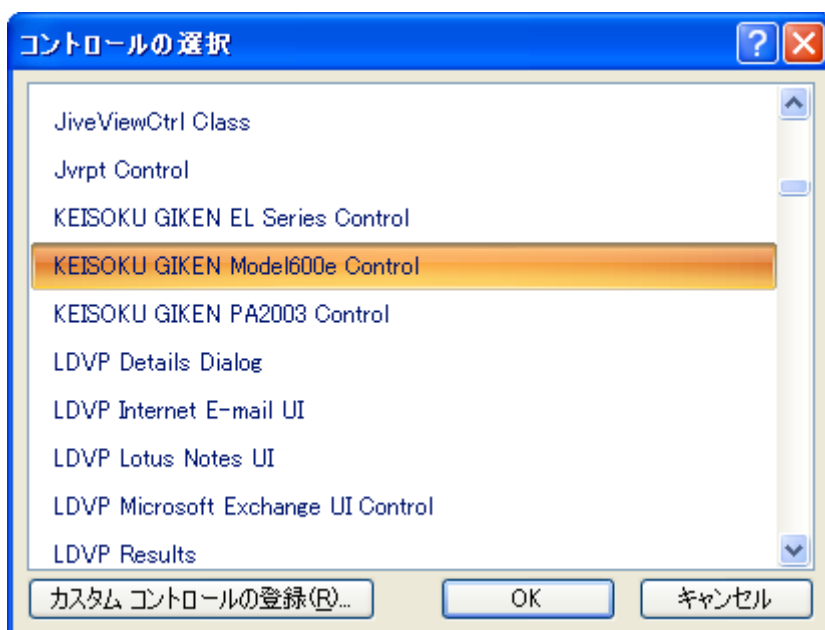 コントロールの選択
JiveViewCtrl Class
Jvrpt Control
KEISOKU GIKEN EL Series Control
KEISOKU GIKEN Model600e Control
KEISOKU GIKEN PA2003 Control
LDVP Details Dialog
LDVP Internet E-mail UI
LDVP Lotus Notes UI
LDVP Microsoft Exchange UI Control
LDVP Results
カスタム コントロールの登録(R)... OK キャンセル